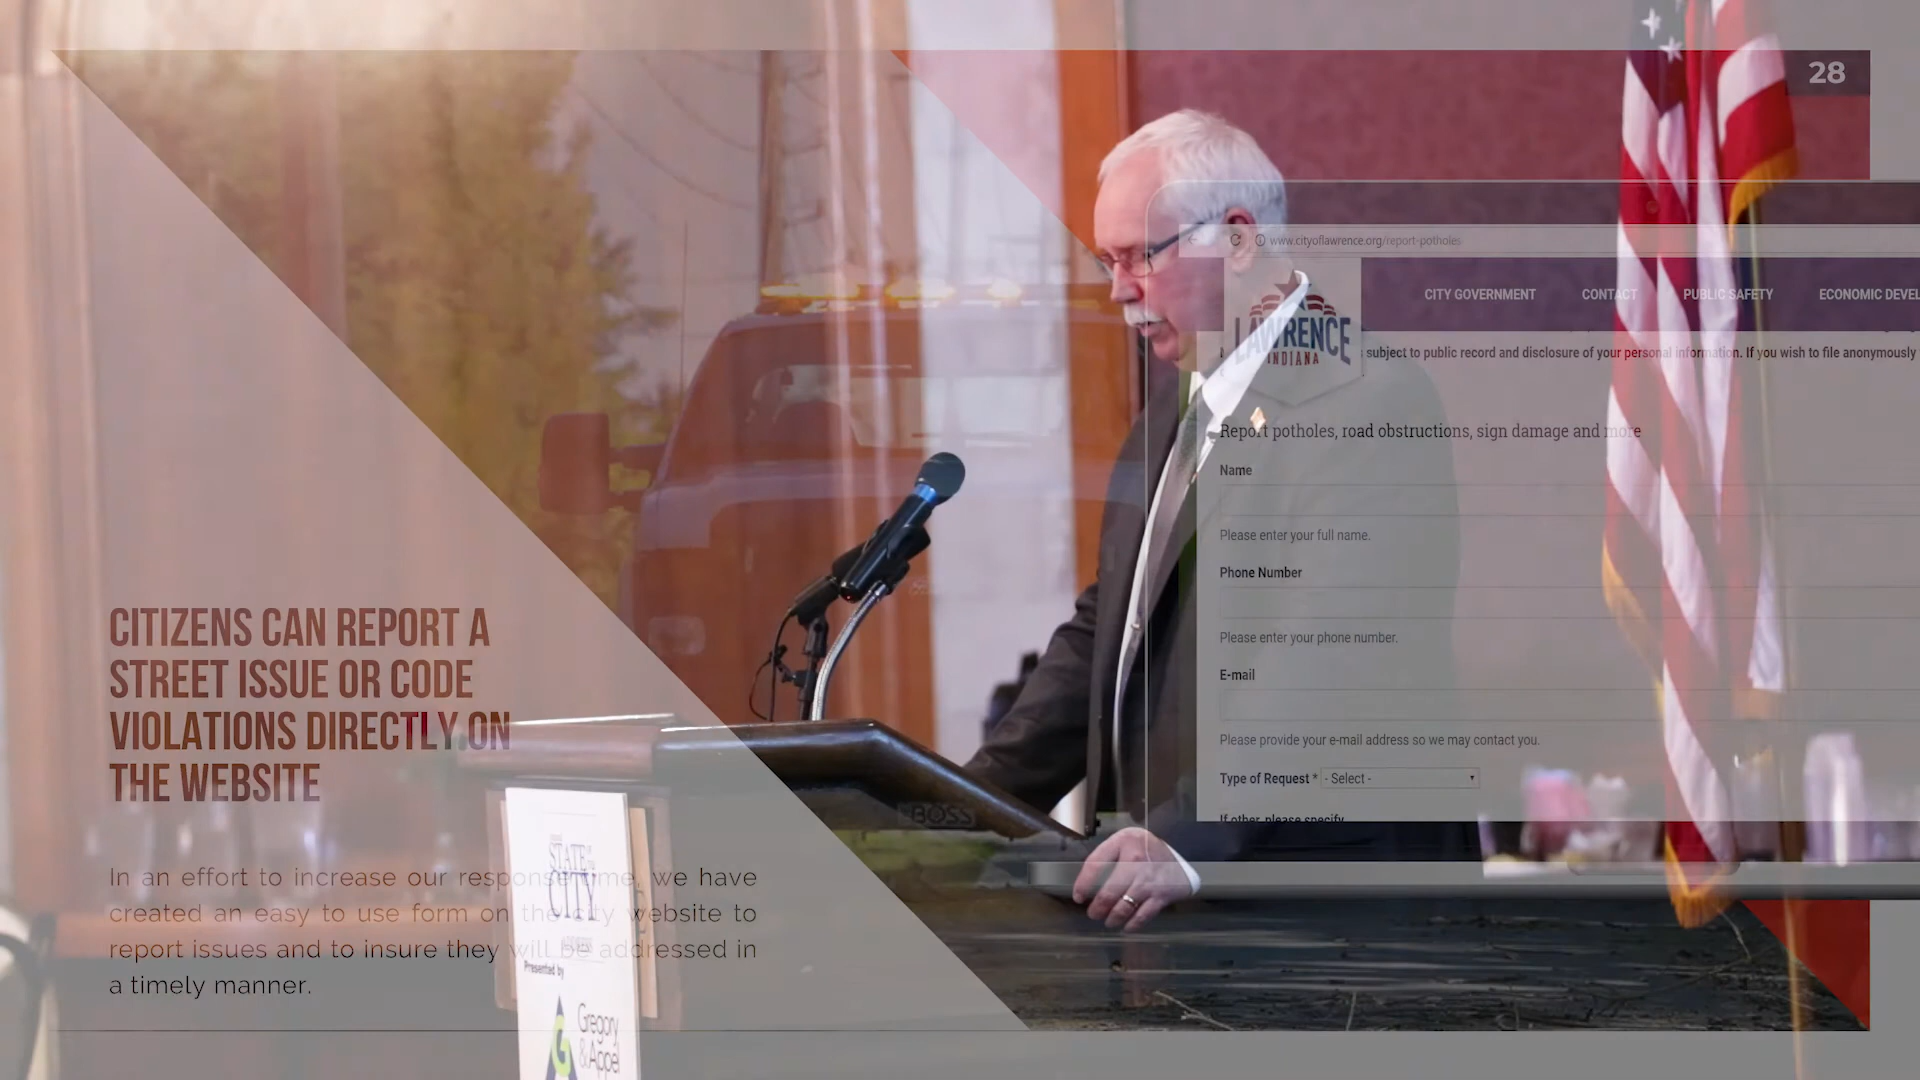 28
www.cityoflawrence.org/report-potholes
CITY GOVERNMENT CONTACT PUBLIC SAFETY ECONOMIC DEVEL
LAWRENCE
INDIANA
subject to public record and disclosure of your personal information. If you wish to file anonymously
Report potholes, road obstructions, sign damage and more
Name
Please enter your full name.
Phone Number
Please enter your phone number.
E-mail
Please provide your e-mail address so we may contact you.
Type of Request * - Select -
If other, please specify
CITIZENS CAN REPORT A
STREET ISSUE OR CODE
VIOLATIONS DIRECTLY ON
THE WEBSITE
In an effort to increase our response time, we have
created an easy to use form on the city website to
report issues and to insure they will be addressed in
a timely manner.
BOSS
STATE
CITY
ADDRESS
Presented by
Gregory
& Appel